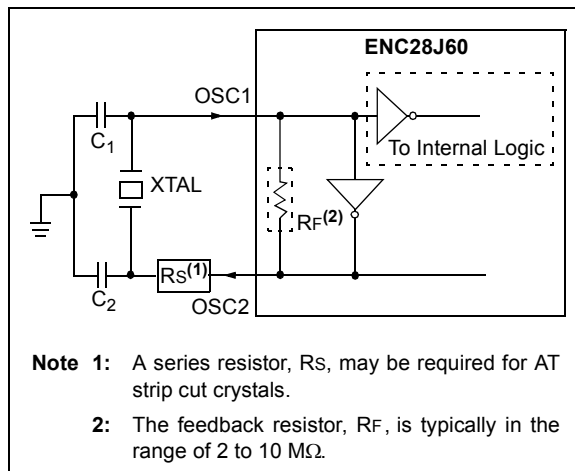 ENC28J60
OSC1
C1
To Internal Logic
XTAL
RF(2)
C2
RS(1)
OSC2
Note 1: A series resistor, RS, may be required for AT
strip cut crystals.
2: The feedback resistor, RF, is typically in the
range of 2 to 10 MΩ.